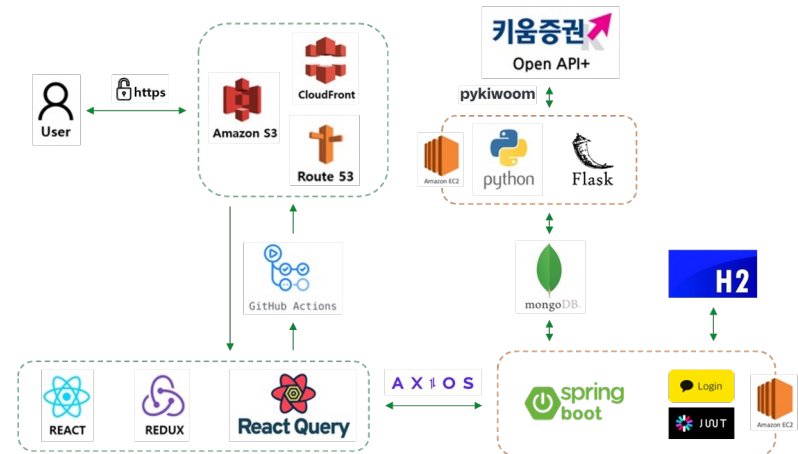 키움증권
Open API+
pykiwoom
https
User
Amazon S3
CloudFront
Route 53
Amazon EC2
python
Flask
GitHub Actions
mongoDB.
H2
REACT
REDUX
React Query
AXIOS
spring
boot
Login
JWT
Amazon EC2